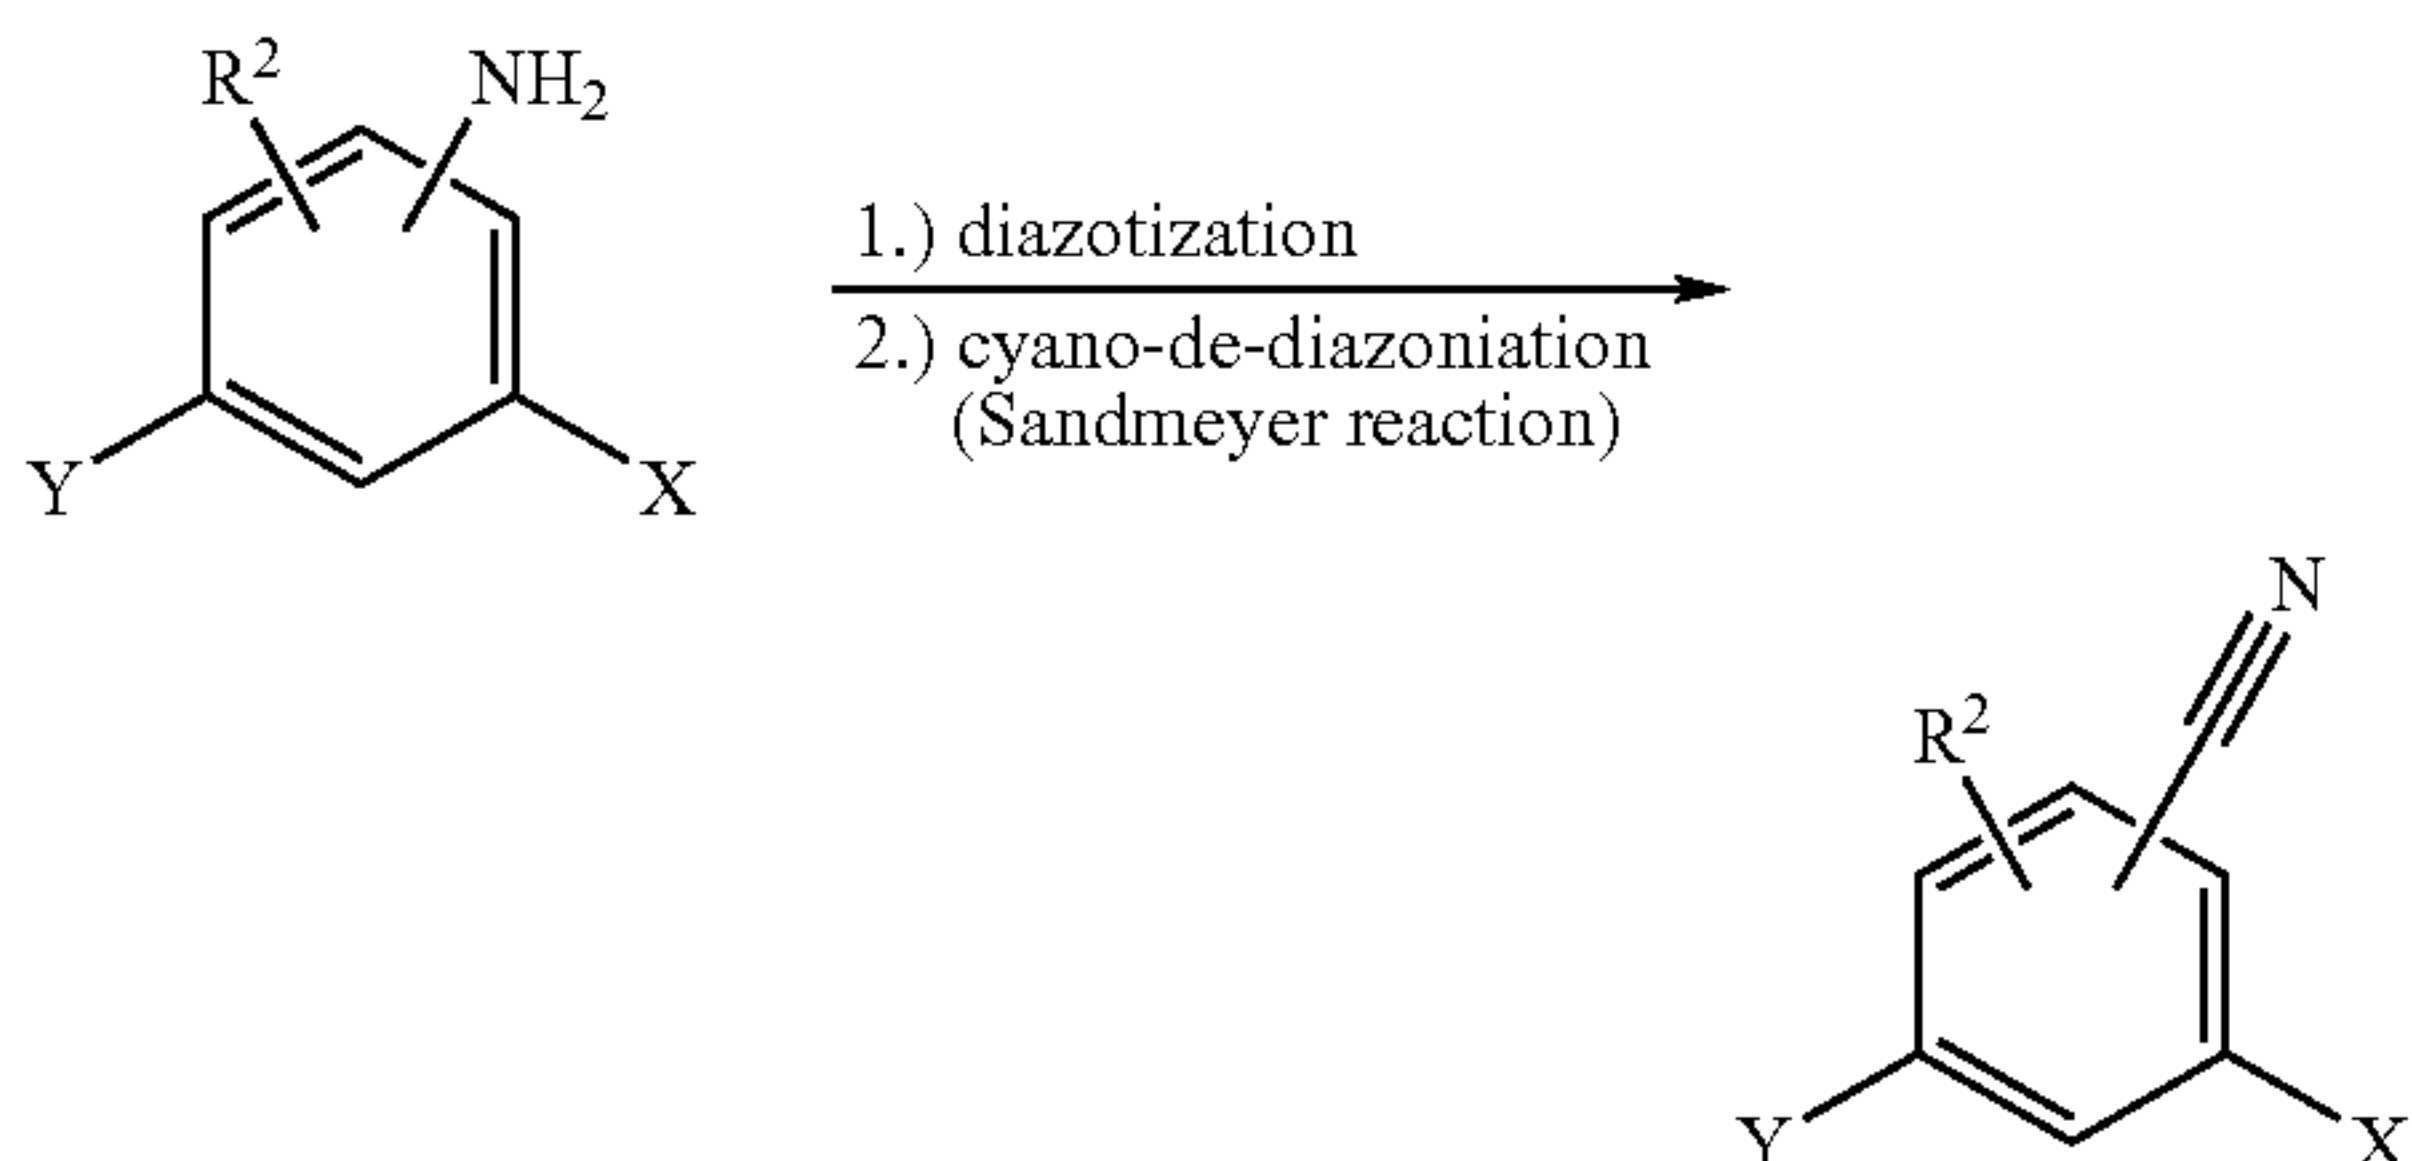 R² NH₂
1.) diazotization
2.) cyano-de-diazoniation
(Sandmeyer reaction)
Y X
N
R²
Y X